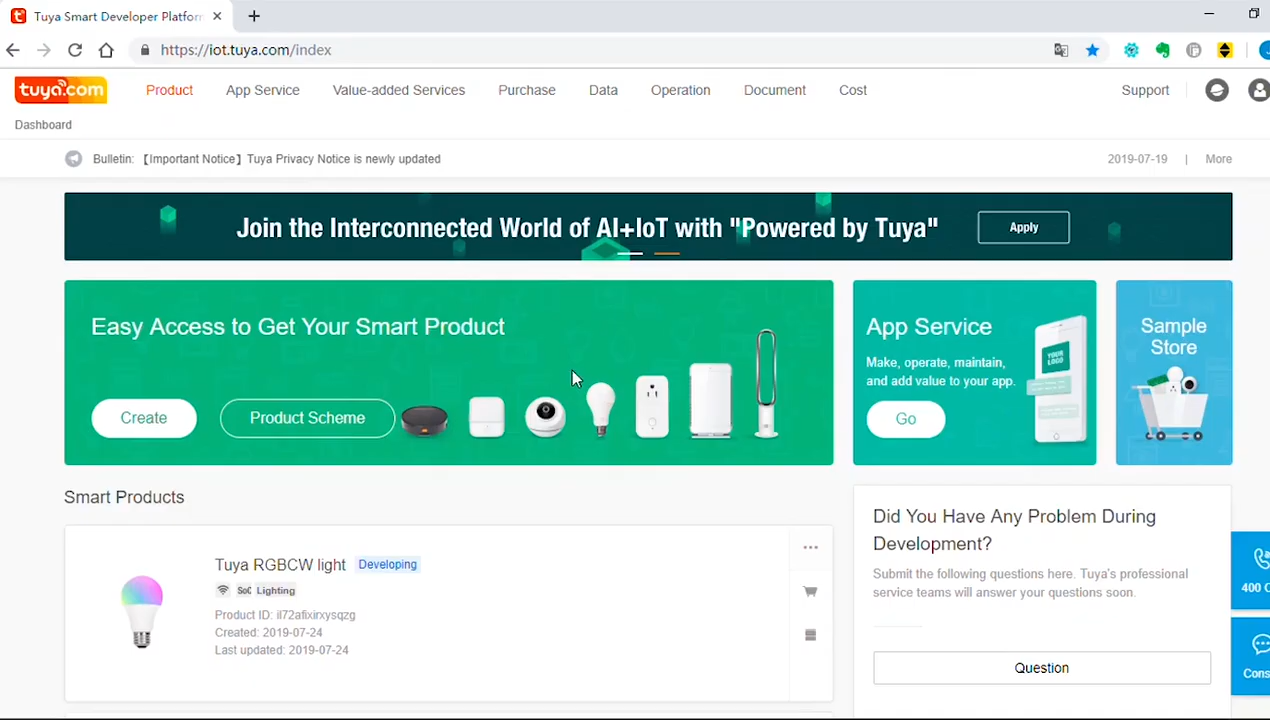 Tuya Smart Developer Platform
https://iot.tuya.com/index
tuya.com
Product
App Service
Value-added Services
Purchase
Data
Operation
Document
Cost
Support
Dashboard
Bulletin: 【Important Notice】Tuya Privacy Notice is newly updated
2019-07-19 | More
Join the Interconnected World of AI+IoT with "Powered by Tuya"
Apply
Easy Access to Get Your Smart Product
Create
Product Scheme
App Service
Make, operate, maintain,
and add value to your app.
Go
YOUR
LOGO
Sample
Store
Smart Products
Tuya RGBCW light
Developing
SoC
Lighting
Product ID: il72afixirxysqzg
Created: 2019-07-24
Last updated: 2019-07-24
Did You Have Any Problem During
Development?
Submit the following questions here. Tuya's professional
service teams will answer your questions soon.
Question
400
Cons